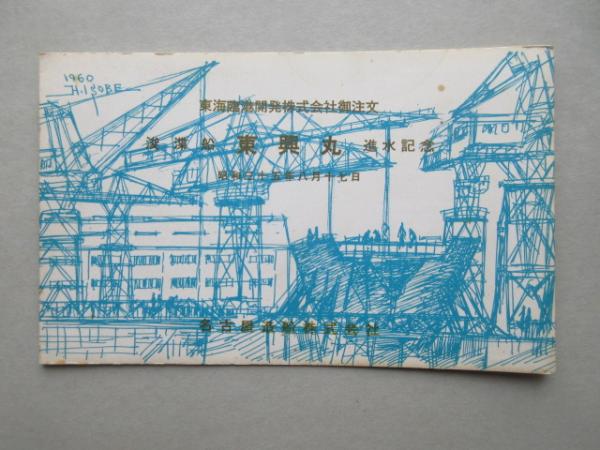 1960
H.ISOBE
東海臨港開発株式会社御注文
浚渫船 東興丸 進水記念
昭和三十五年八月十七日
名古屋造船株式会社